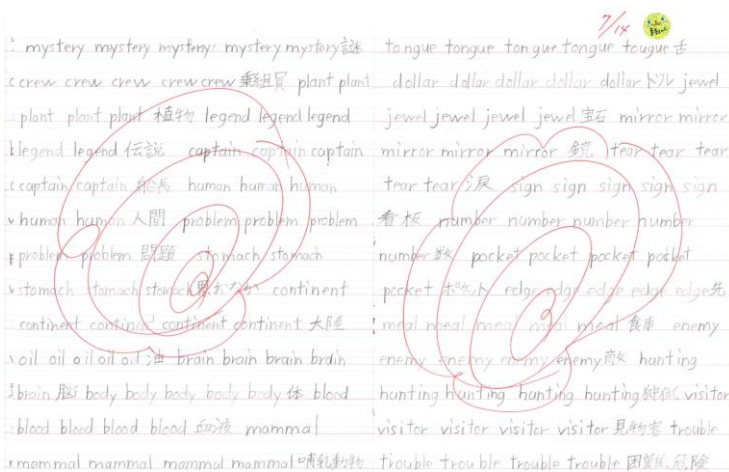 7/14
mystery mystery mystery mystery mystery 謎
crew crew crew crew crew 乗組員 plant plant
plant plant plant 植物 legend legend legend
legend legend 伝説 captain captain captain
captain captain 船長 human human human
human human 人間 problem problem problem
problem problem 問題 stomach stomach
stomach stomach stomach 胃 おなか continent
continent continent continent continent 大陸
oil oil oil oil oil 油 brain brain brain brain
brain 脳 body body body body body 体 blood
blood blood blood blood 血液 mammal
mammal mammal mammal mammal 哺乳動物
tongue tongue tongue tongue tongue 舌
dollar dollar dollar dollar dollar ドル jewel
jewel jewel jewel jewel 宝石 mirror mirror
mirror mirror mirror 鏡 tear tear tear
tear tear 涙 sign sign sign sign sign
看板 number number number number
number 数 pocket pocket pocket pocket
pocket ポケット edge edge edge edge edge 先
meal meal meal meal meal 食事 enemy
enemy enemy enemy enemy 敵 hunting
hunting hunting hunting hunting 狩猟 visitor
visitor visitor visitor visitor 見物客 trouble
trouble trouble trouble trouble 困難 危険